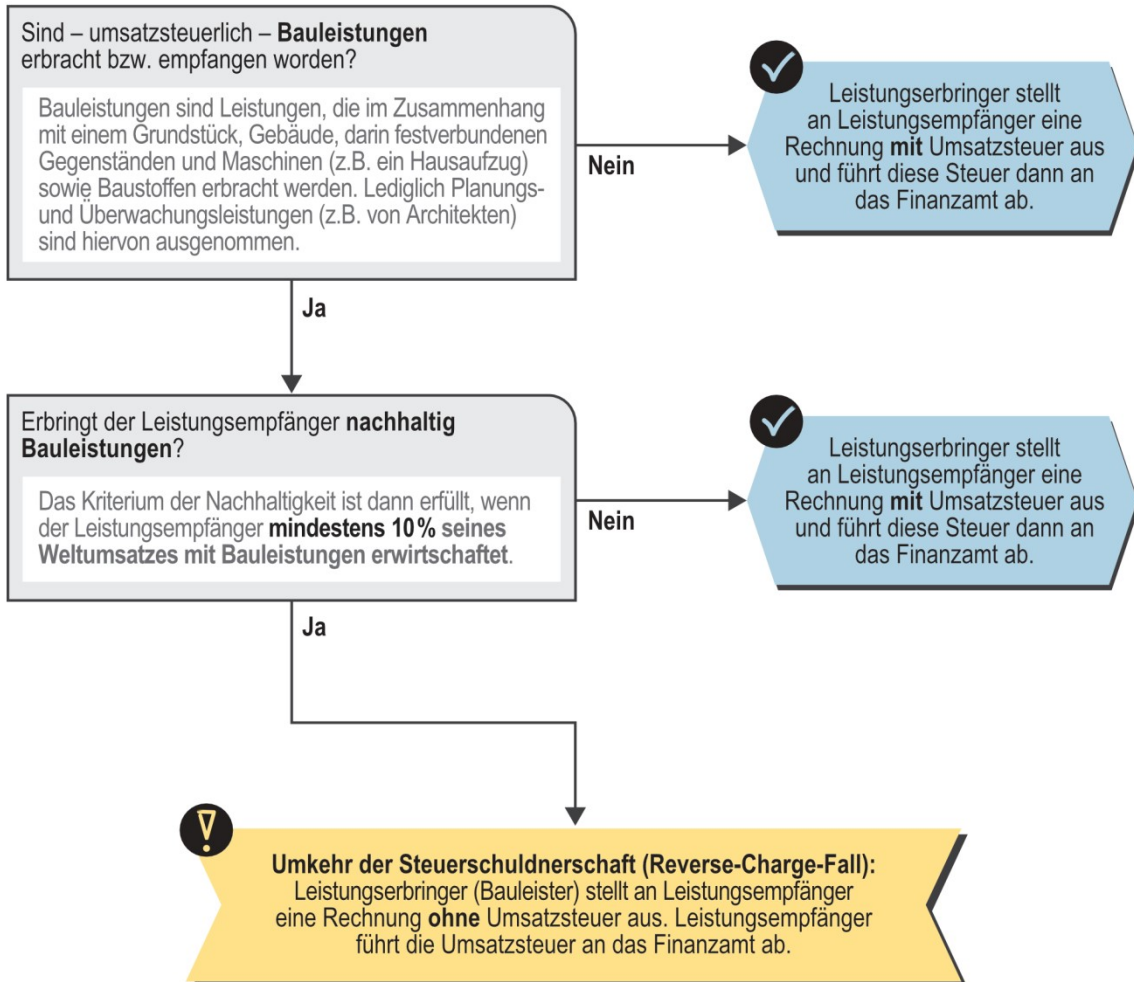 Sind – umsatzsteuerlich – Bauleistungen
erbracht bzw. empfangen worden?
Bauleistungen sind Leistungen, die im Zusammenhang
mit einem Grundstück, Gebäude, darin festverbundenen
Gegenständen und Maschinen (z.B. ein Hausaufzug)
sowie Baustoffen erbracht werden. Lediglich Planungs-
und Überwachungsleistungen (z.B. von Architekten)
sind hiervon ausgenommen.
Nein
Leistungserbringer stellt
an Leistungsempfänger eine
Rechnung mit Umsatzsteuer aus
und führt diese Steuer dann an
das Finanzamt ab.
Ja
Erbringt der Leistungsempfänger nachhaltig
Bauleistungen?
Das Kriterium der Nachhaltigkeit ist dann erfüllt, wenn
der Leistungsempfänger mindestens 10% seines
Weltumsatzes mit Bauleistungen erwirtschaftet.
Nein
Leistungserbringer stellt
an Leistungsempfänger eine
Rechnung mit Umsatzsteuer aus
und führt diese Steuer dann an
das Finanzamt ab.
Ja
Umkehr der Steuerschuldnerschaft (Reverse-Charge-Fall):
Leistungserbringer (Bauleister) stellt an Leistungsempfänger
eine Rechnung ohne Umsatzsteuer aus. Leistungsempfänger
führt die Umsatzsteuer an das Finanzamt ab.